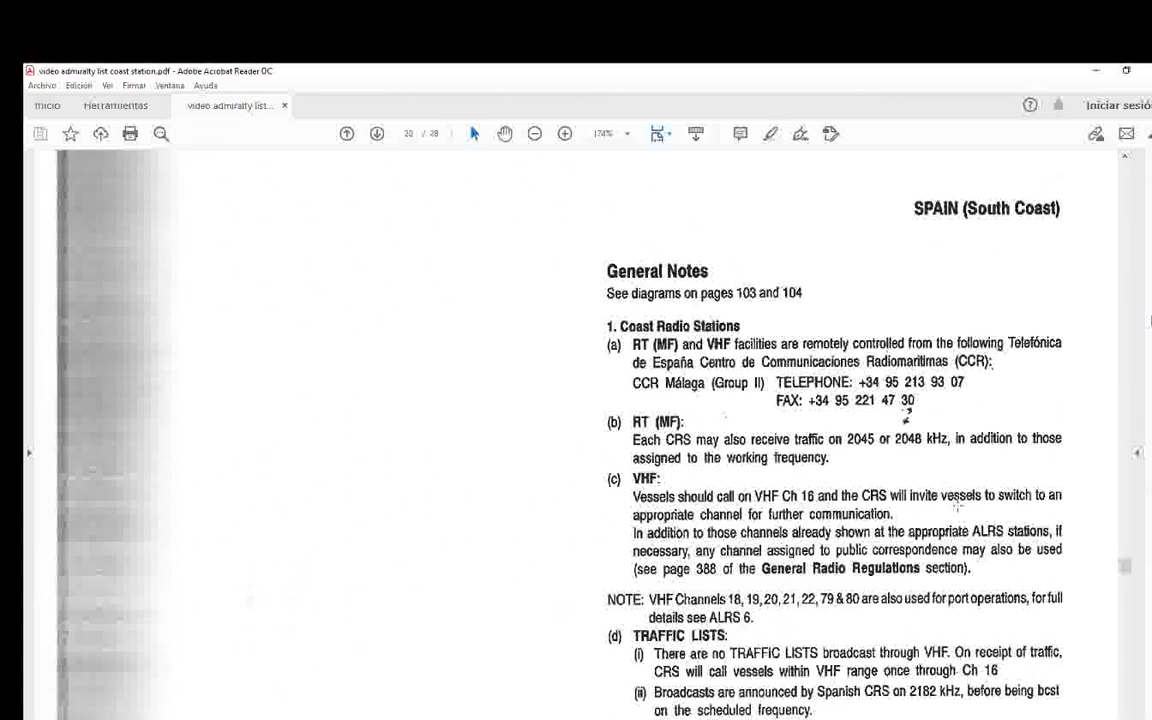 video admiralty list coast station.pdf - Adobe Acrobat Reader DC
Archivo Edición Ver Firmar Ventana Ayuda
Inicio Herramientas video admiralty list... × Iniciar sesió
20 / 28 174%
SPAIN (South Coast)
General Notes
See diagrams on pages 103 and 104
1. Coast Radio Stations
(a) RT (MF) and VHF facilities are remotely controlled from the following Telefónica
de España Centro de Communicaciones Radiomaritimas (CCR):
CCR Málaga (Group II) TELEPHONE: +34 95 213 93 07
FAX: +34 95 221 47 30
(b) RT (MF):
Each CRS may also receive traffic on 2045 or 2048 kHz, in addition to those
assigned to the working frequency.
(c) VHF:
Vessels should call on VHF Ch 16 and the CRS will invite vessels to switch to an
appropriate channel for further communication.
In addition to those channels already shown at the appropriate ALRS stations, if
necessary, any channel assigned to public correspondence may also be used
(see page 388 of the General Radio Regulations section).
NOTE: VHF Channels 18, 19, 20, 21, 22, 79 & 80 are also used for port operations, for full
details see ALRS 6.
(d) TRAFFIC LISTS:
(i) There are no TRAFFIC LISTS broadcast through VHF. On receipt of traffic,
CRS will call vessels within VHF range once through Ch 16
(ii) Broadcasts are announced by Spanish CRS on 2182 kHz, before being bcst
on the scheduled frequency.